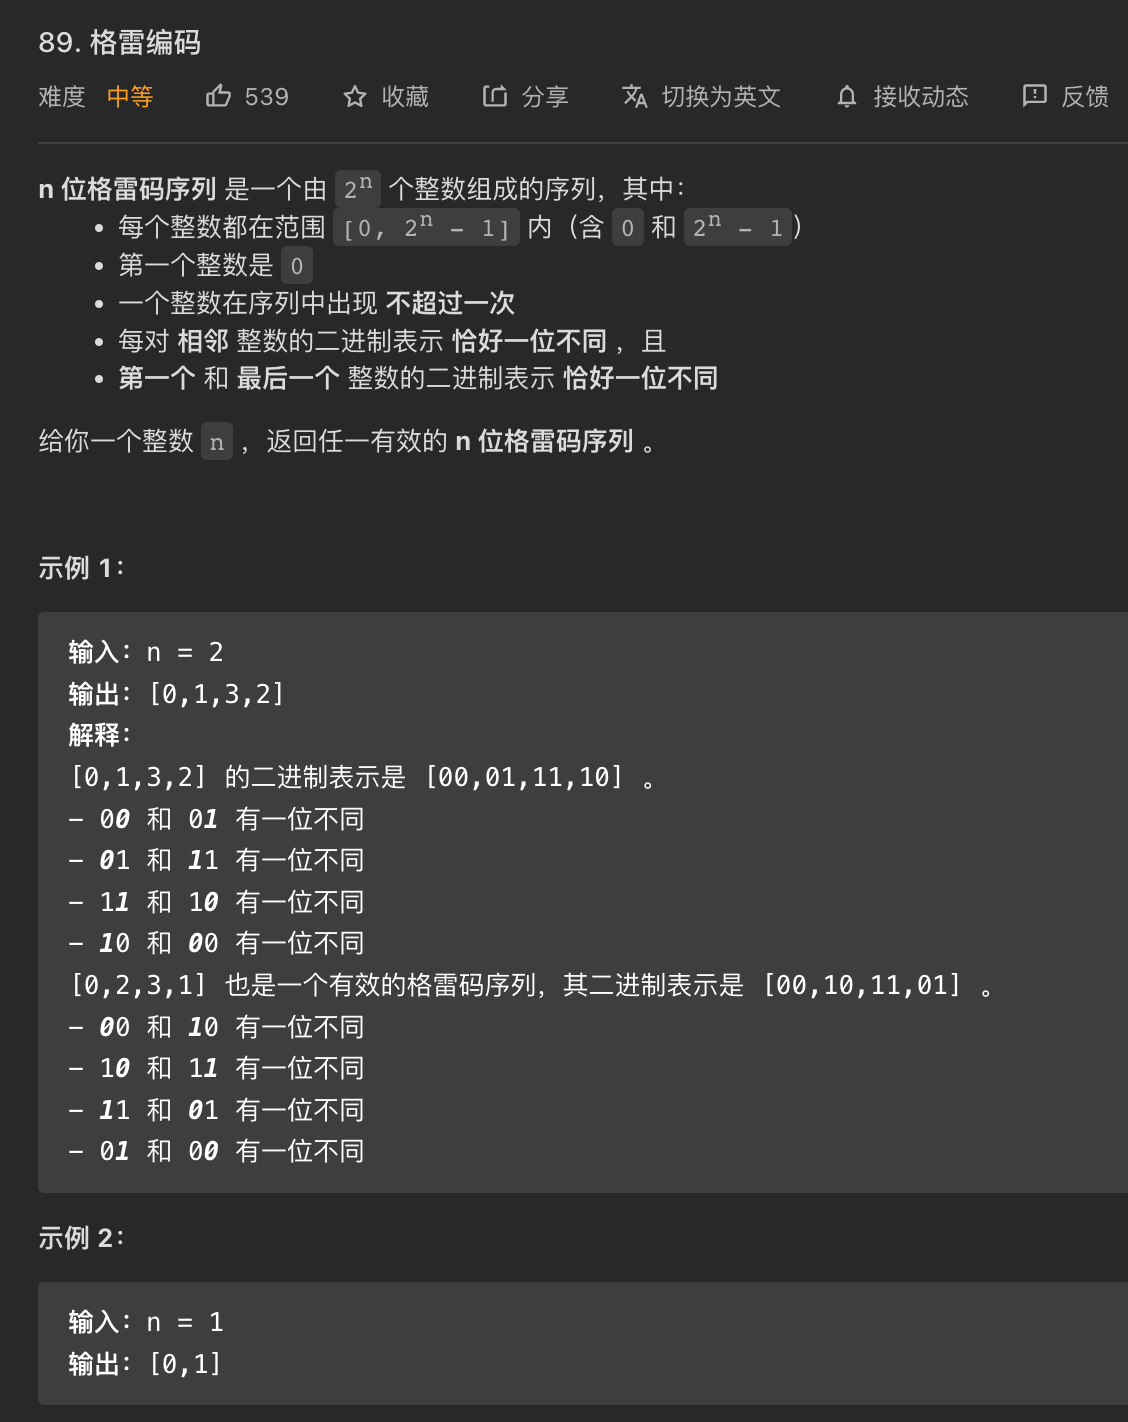 89. 格雷编码
难度 中等 539 收藏 分享 切换为英文 接收动态 反馈
n 位格雷码序列 是一个由 2ⁿ 个整数组成的序列，其中：
• 每个整数都在范围 [0, 2ⁿ - 1] 内（含 0 和 2ⁿ - 1）
• 第一个整数是 0
• 一个整数在序列中出现 不超过一次
• 每对 相邻 整数的二进制表示 恰好一位不同 ，且
• 第一个 和 最后一个 整数的二进制表示 恰好一位不同
给你一个整数 n ，返回任一有效的 n 位格雷码序列 。
示例 1：
输入：n = 2
输出：[0,1,3,2]
解释：
[0,1,3,2] 的二进制表示是 [00,01,11,10] 。
- 00 和 01 有一位不同
- 01 和 11 有一位不同
- 11 和 10 有一位不同
- 10 和 00 有一位不同
[0,2,3,1] 也是一个有效的格雷码序列，其二进制表示是 [00,10,11,01] 。
- 00 和 10 有一位不同
- 10 和 11 有一位不同
- 11 和 01 有一位不同
- 01 和 00 有一位不同
示例 2：
输入：n = 1
输出：[0,1]